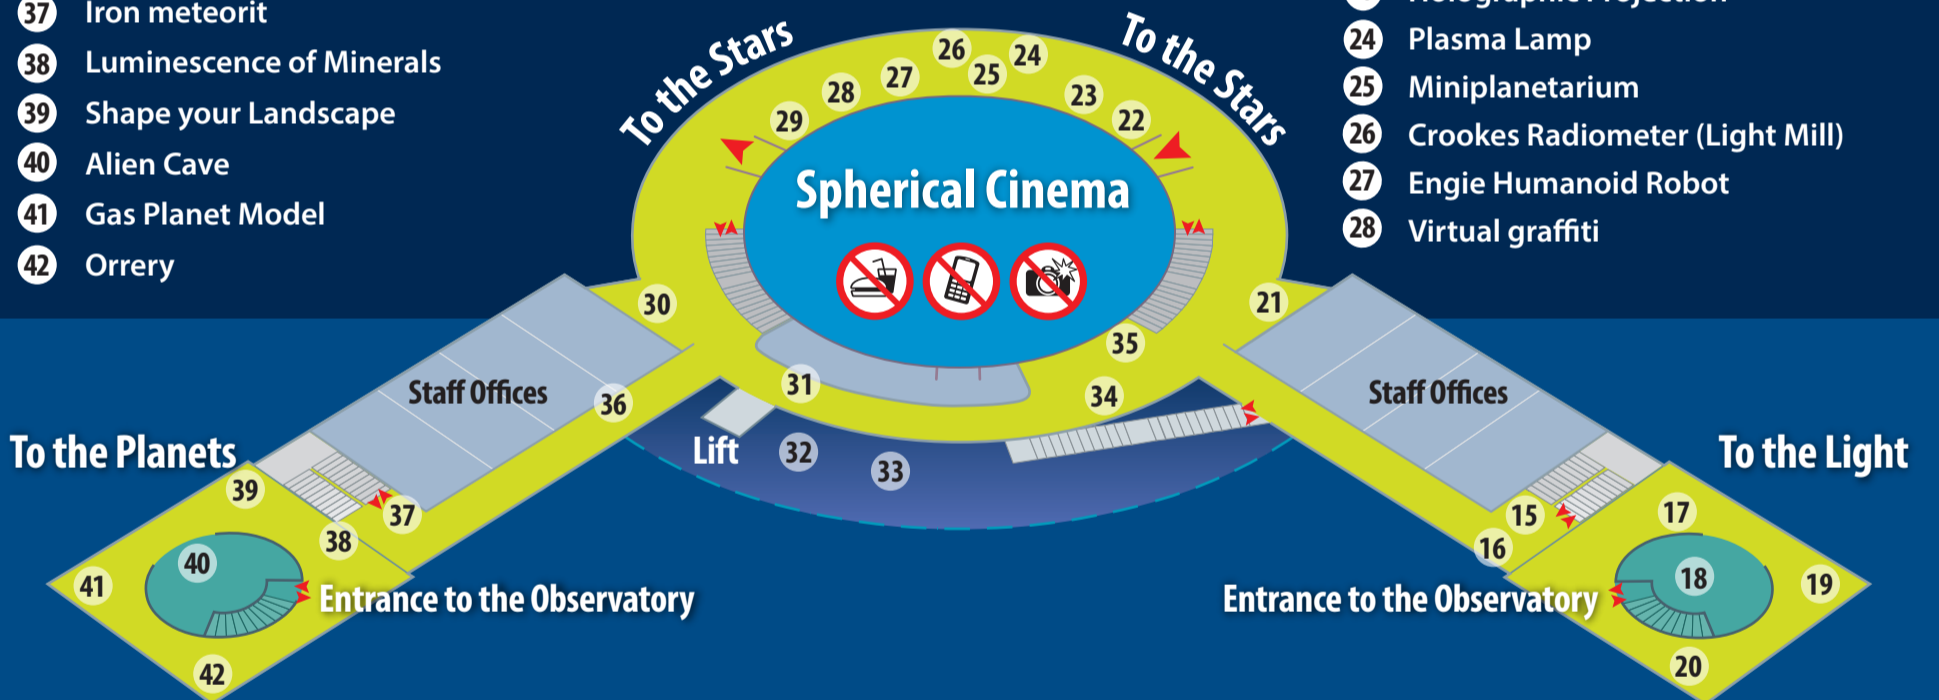 37 Iron meteorit
38 Luminescence of Minerals
39 Shape your Landscape
40 Alien Cave
41 Gas Planet Model
42 Orrery
Holographic Projection
24 Plasma Lamp
25 Miniplanetarium
26 Crookes Radiometer (Light Mill)
27 Engie Humanoid Robot
28 Virtual graffiti
To the Stars
To the Stars
26
24
25
27
28
23
29
22
Spherical Cinema
30
21
35
31
34
36
Staff Offices
Staff Offices
Lift
32
33
To the Planets
To the Light
39
37
38
40
41
42
Entrance to the Observatory
15
16
17
18
19
20
Entrance to the Observatory